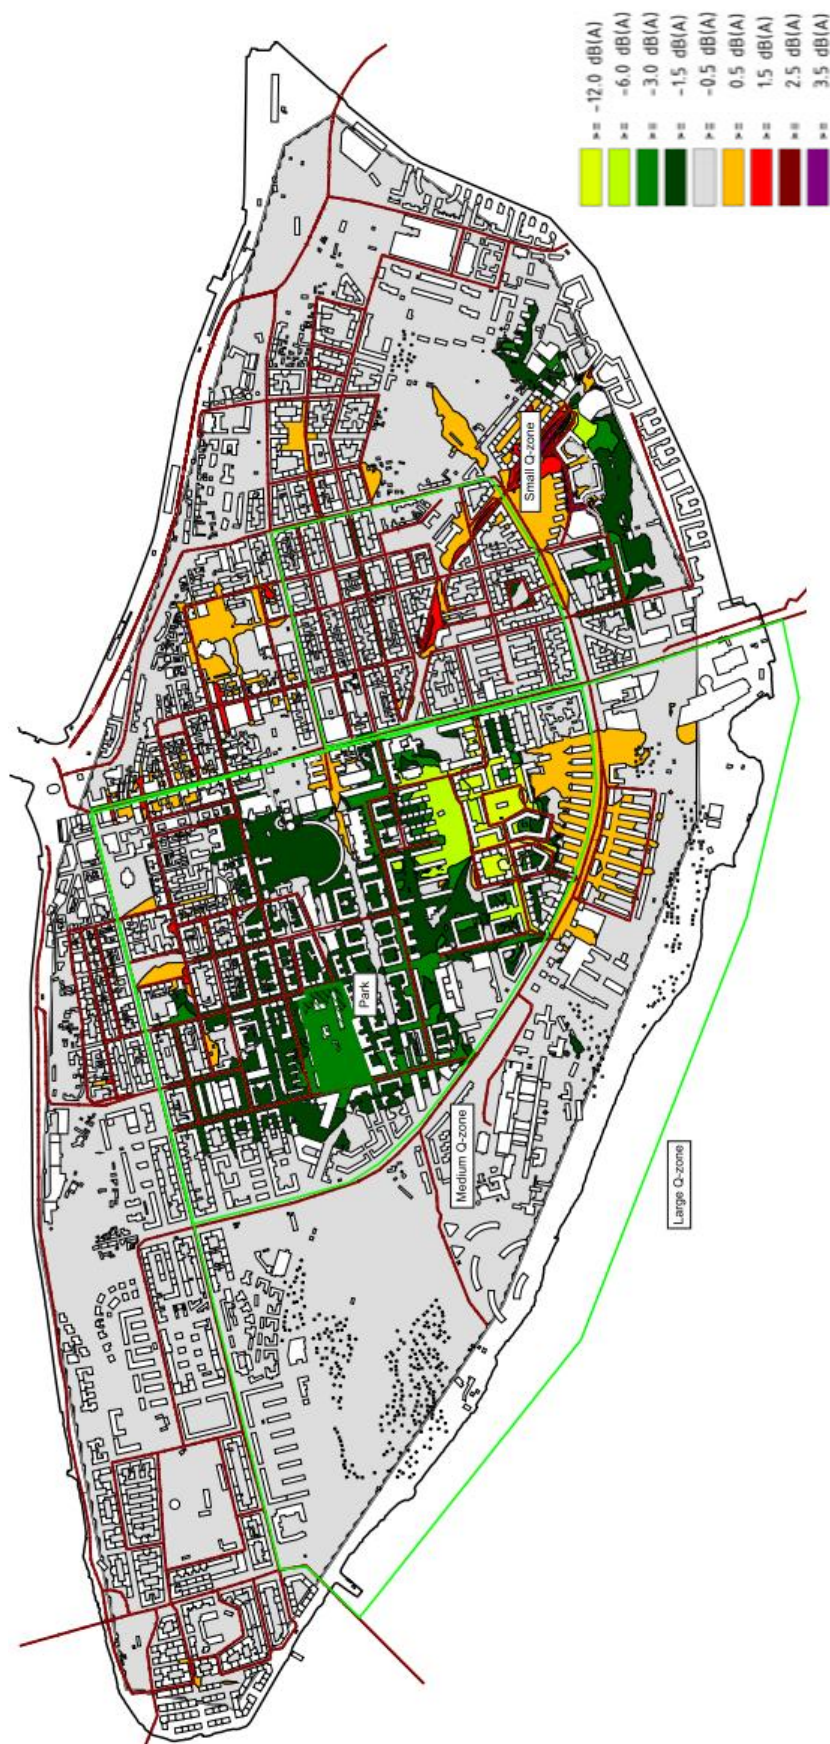 >= -12.0 dB(A)
>= -6.0 dB(A)
>= -3.0 dB(A)
>= -1.5 dB(A)
>= -0.5 dB(A)
>= 0.5 dB(A)
>= 1.5 dB(A)
>= 2.5 dB(A)
>= 3.5 dB(A)
Small Q-zone
Park
Medium Q-zone
Large Q-zone